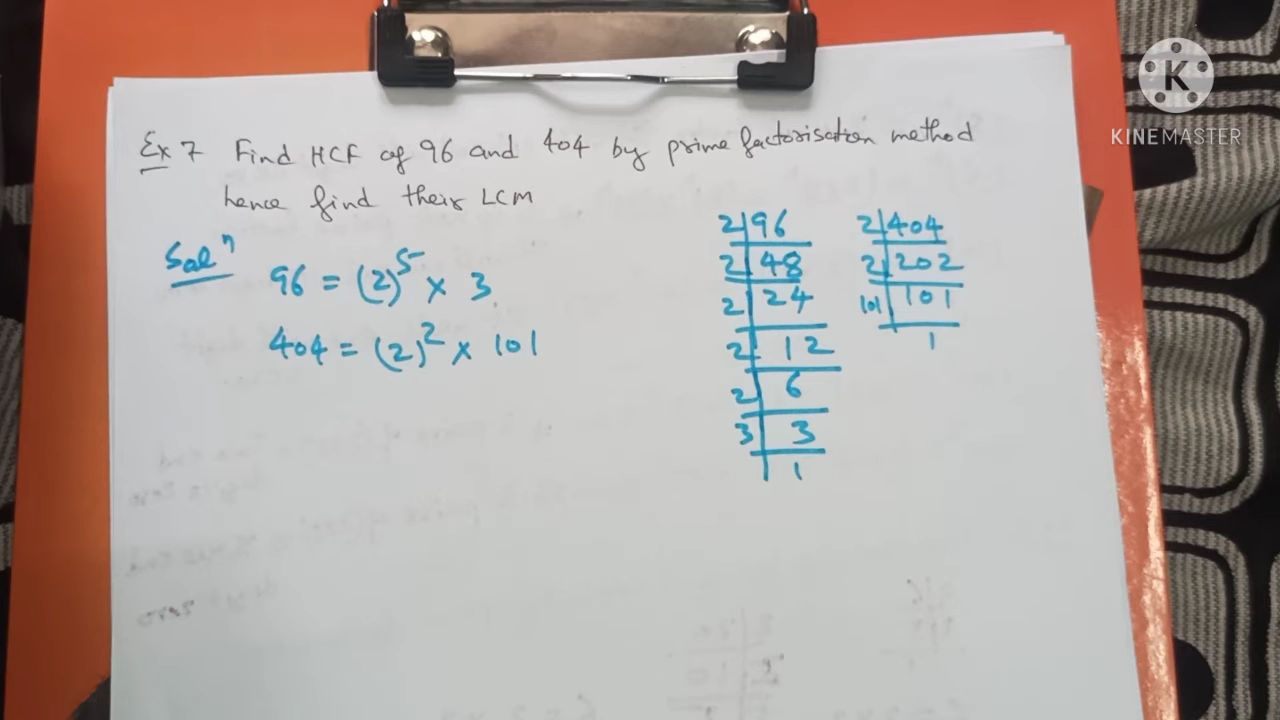 Ex 7 Find HCF of 96 and 404 by prime factorisation method
hence find their LCM
Solⁿ
96 = (2)⁵ × 3
404 = (2)² × 101
2 96
2 48
2 24
2 12
2 6
3 3
1
2 404
2 202
101 101
1
K
KINEMASTER